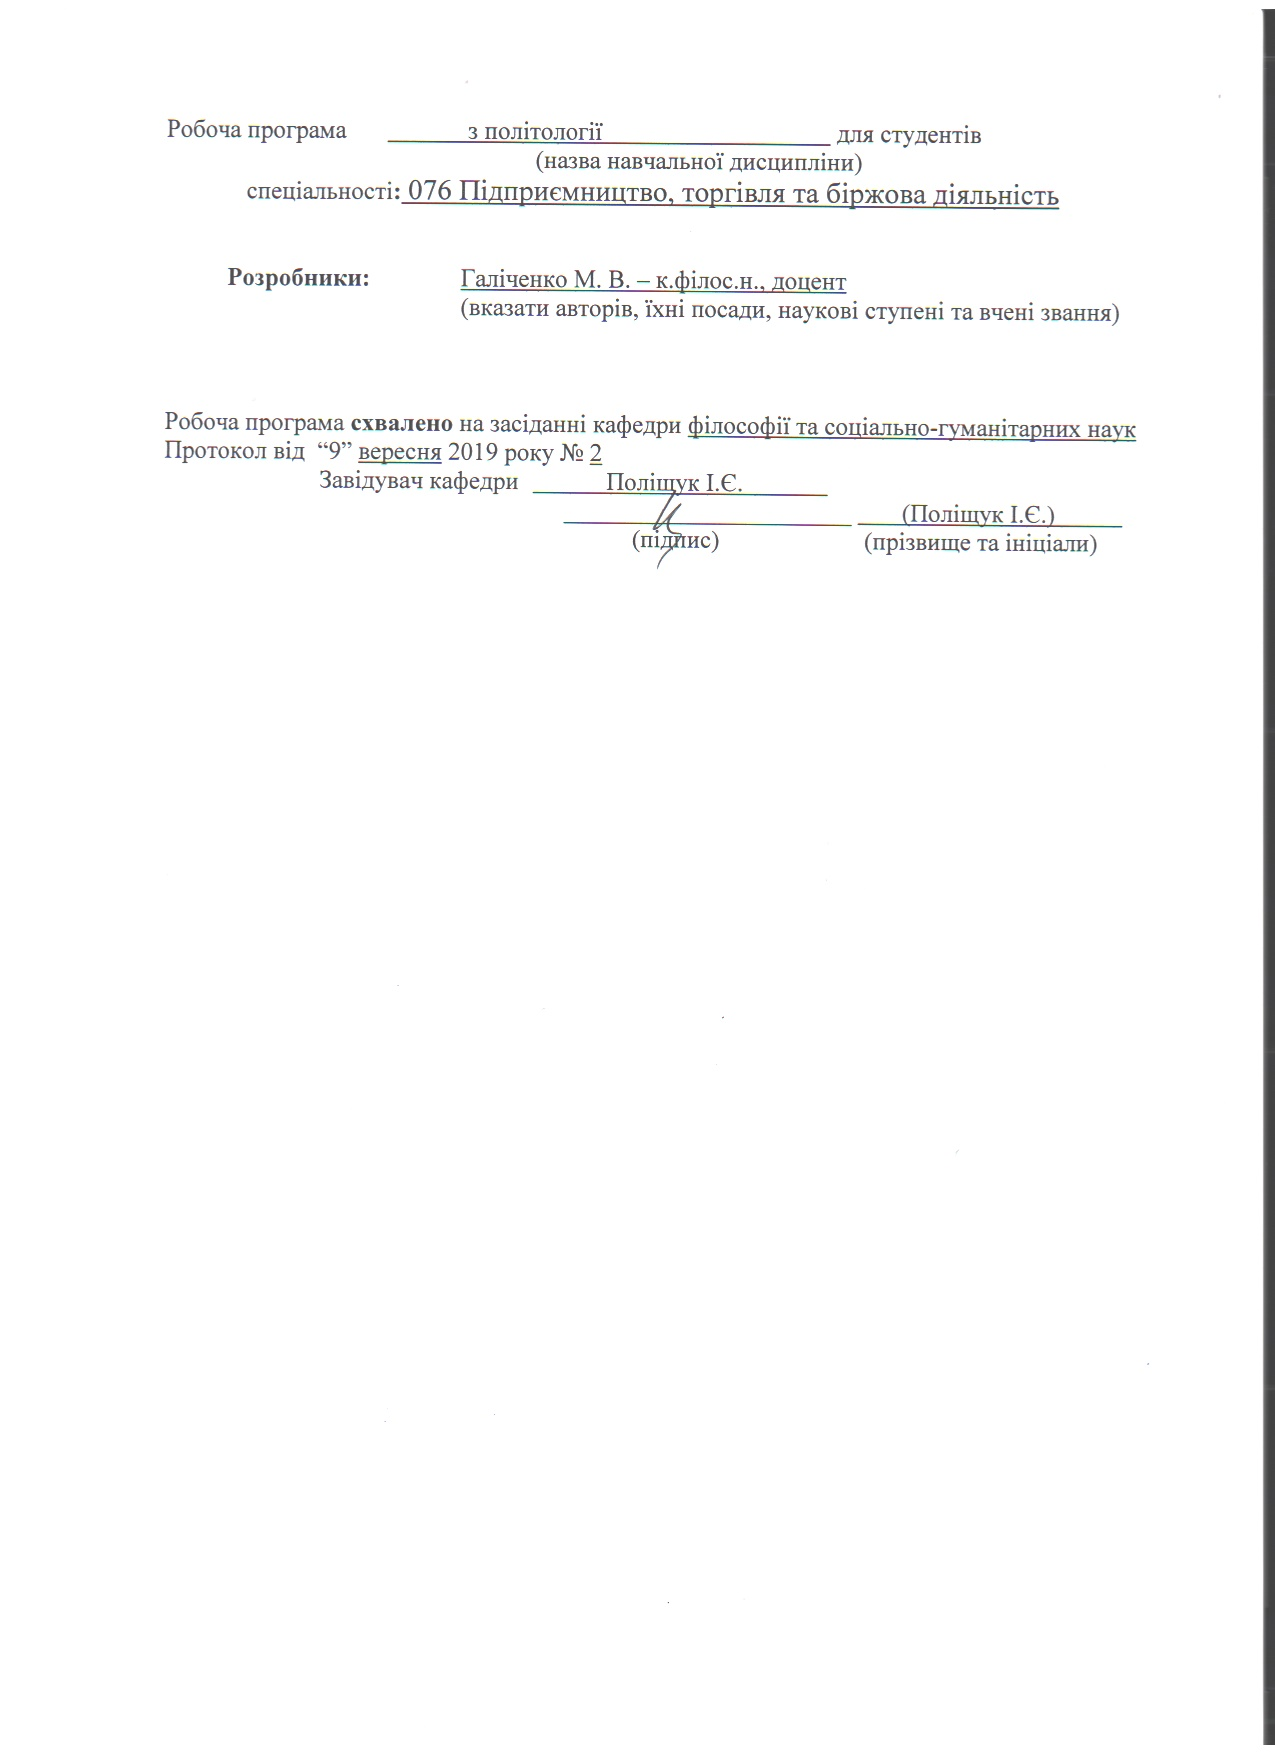 Робоча програма з політології для студентів
(назва навчальної дисципліни)
спеціальності: 076 Підприємництво, торгівля та біржова діяльність
Розробники: Галіченко М. В. – к.філос.н., доцент
(вказати авторів, їхні посади, наукові ступені та вчені звання)
Робоча програма схвалено на засіданні кафедри філософії та соціально-гуманітарних наук
Протокол від “9” вересня 2019 року № 2
Завідувач кафедри Поліщук І.Є.
(Поліщук І.Є.)
(підпис) (прізвище та ініціали)